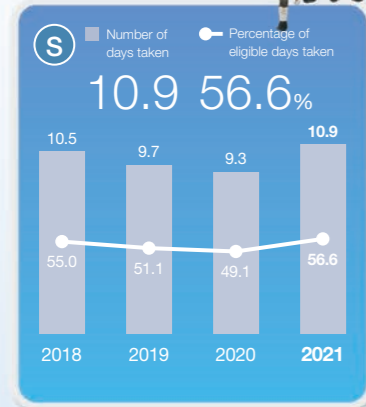 S
Number of
days taken
Percentage of
eligible days taken
10.9 56.6%
10.5 9.7 9.3 10.9
55.0 51.1 49.1 56.6
2018 2019 2020 2021